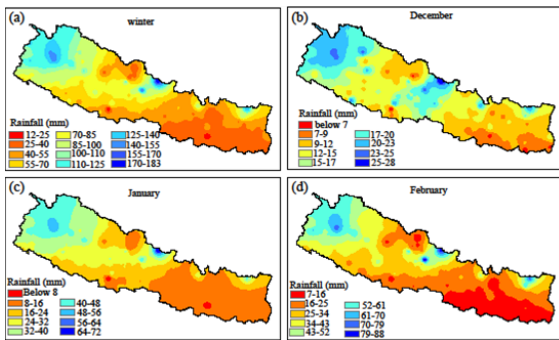 (a)
winter
Rainfall (mm)
12-25
25-40
40-55
55-70
70-85
85-100
100-110
110-125
125-140
140-155
155-170
170-183
(b)
December
Rainfall (mm)
below 7
7-9
9-12
12-15
15-17
17-20
20-23
23-25
25-28
(c)
January
Rainfall (mm)
Below 8
8-16
16-24
24-32
32-40
40-48
48-56
56-64
64-72
(d)
February
Rainfall (mm)
7-16
16-25
25-34
34-43
43-52
52-61
61-70
70-79
79-88